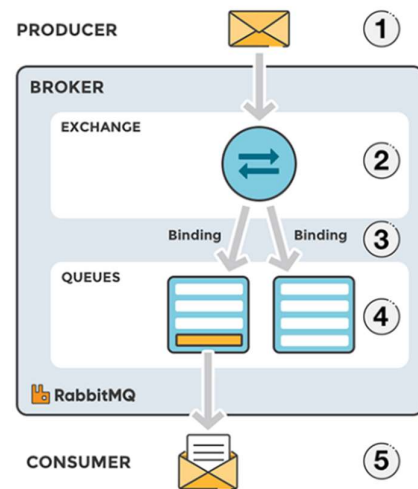 PRODUCER 1
BROKER
EXCHANGE
2
Binding Binding 3
QUEUES
4
RabbitMQ
CONSUMER 5